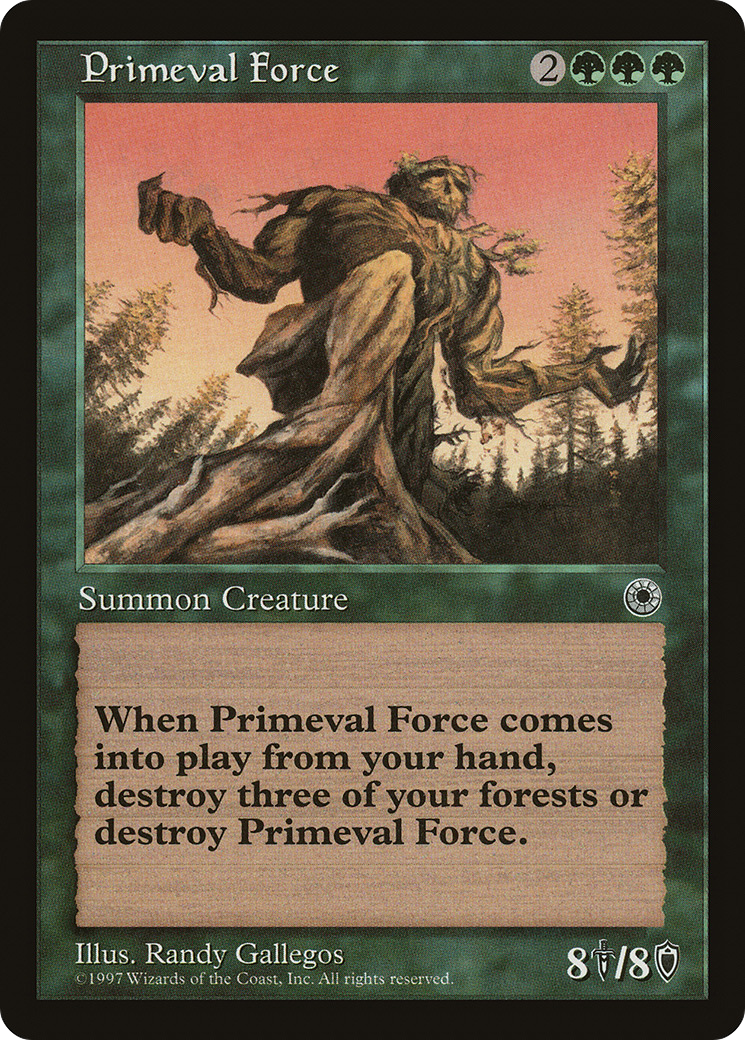 Primeval Force 2
Summon Creature
When Primeval Force comes
into play from your hand,
destroy three of your forests or
destroy Primeval Force.
Illus. Randy Gallegos
©1997 Wizards of the Coast, Inc. All rights reserved.
8/8